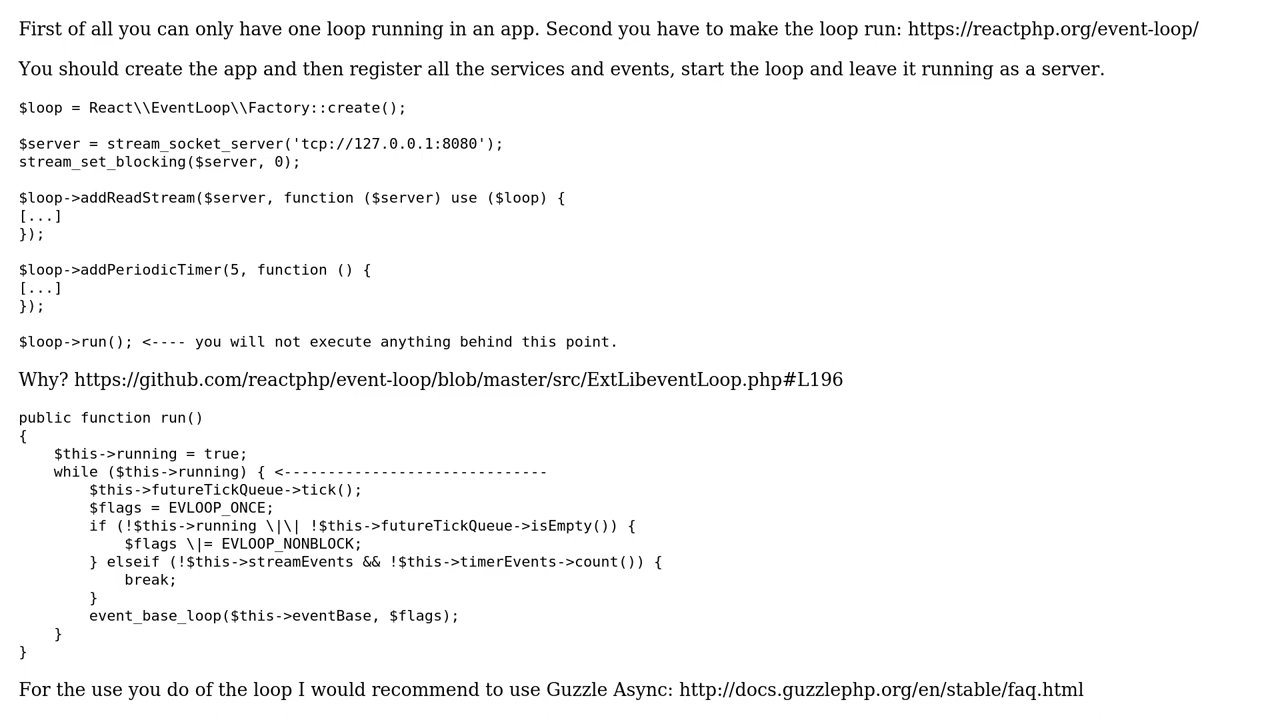 First of all you can only have one loop running in an app. Second you have to make the loop run: https://reactphp.org/event-loop/
You should create the app and then register all the services and events, start the loop and leave it running as a server.
$loop = React\\EventLoop\\Factory::create();
$server = stream_socket_server('tcp://127.0.0.1:8080');
stream_set_blocking($server, 0);
$loop->addReadStream($server, function ($server) use ($loop) {
[...]
});
$loop->addPeriodicTimer(5, function () {
[...]
});
$loop->run(); <---- you will not execute anything behind this point.
Why? https://github.com/reactphp/event-loop/blob/master/src/ExtLibeventLoop.php#L196
public function run()
{
    $this->running = true;
    while ($this->running) { <------------------------------
        $this->futureTickQueue->tick();
        $flags = EVLOOP_ONCE;
        if (!$this->running \|\| !$this->futureTickQueue->isEmpty()) {
            $flags \|= EVLOOP_NONBLOCK;
        } elseif (!$this->streamEvents && !$this->timerEvents->count()) {
            break;
        }
        event_base_loop($this->eventBase, $flags);
    }
}
For the use you do of the loop I would recommend to use Guzzle Async: http://docs.guzzlephp.org/en/stable/faq.html